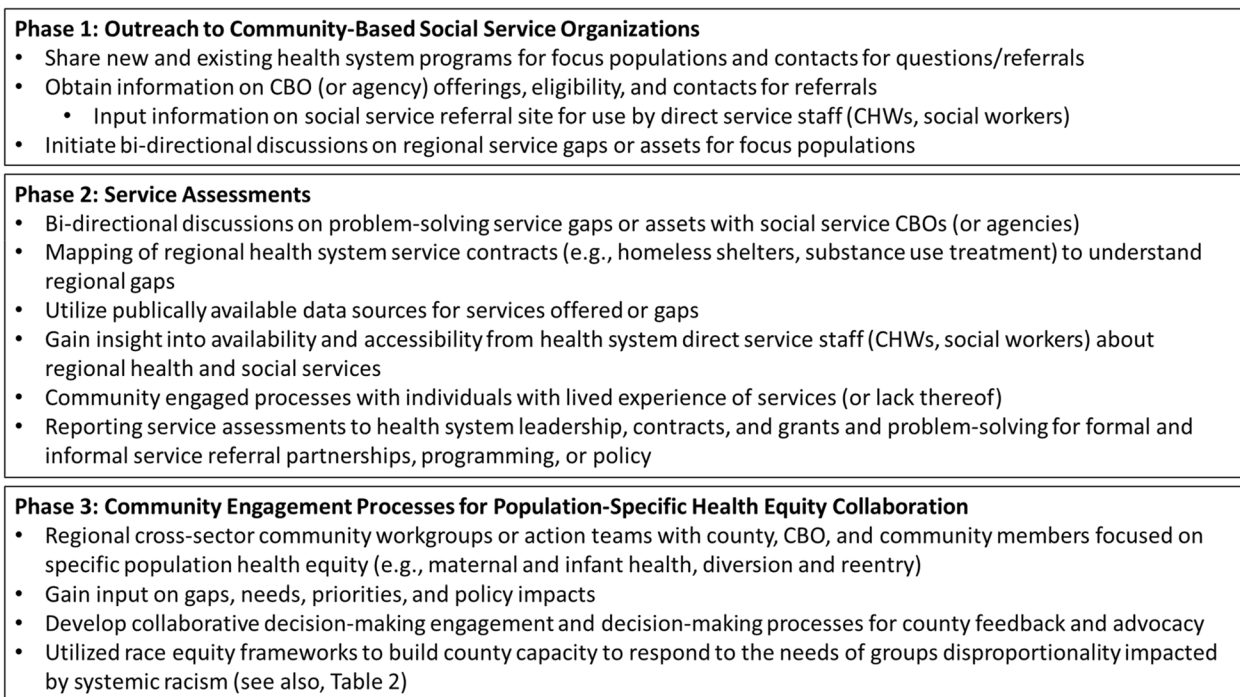 Phase 1: Outreach to Community-Based Social Service Organizations
• Share new and existing health system programs for focus populations and contacts for questions/referrals
• Obtain information on CBO (or agency) offerings, eligibility, and contacts for referrals
• Input information on social service referral site for use by direct service staff (CHWs, social workers)
• Initiate bi-directional discussions on regional service gaps or assets for focus populations
Phase 2: Service Assessments
• Bi-directional discussions on problem-solving service gaps or assets with social service CBOs (or agencies)
• Mapping of regional health system service contracts (e.g., homeless shelters, substance use treatment) to understand
regional gaps
• Utilize publically available data sources for services offered or gaps
• Gain insight into availability and accessibility from health system direct service staff (CHWs, social workers) about
regional health and social services
• Community engaged processes with individuals with lived experience of services (or lack thereof)
• Reporting service assessments to health system leadership, contracts, and grants and problem-solving for formal and
informal service referral partnerships, programming, or policy
Phase 3: Community Engagement Processes for Population-Specific Health Equity Collaboration
• Regional cross-sector community workgroups or action teams with county, CBO, and community members focused on
specific population health equity (e.g., maternal and infant health, diversion and reentry)
• Gain input on gaps, needs, priorities, and policy impacts
• Develop collaborative decision-making engagement and decision-making processes for county feedback and advocacy
• Utilized race equity frameworks to build county capacity to respond to the needs of groups disproportionality impacted
by systemic racism (see also, Table 2)